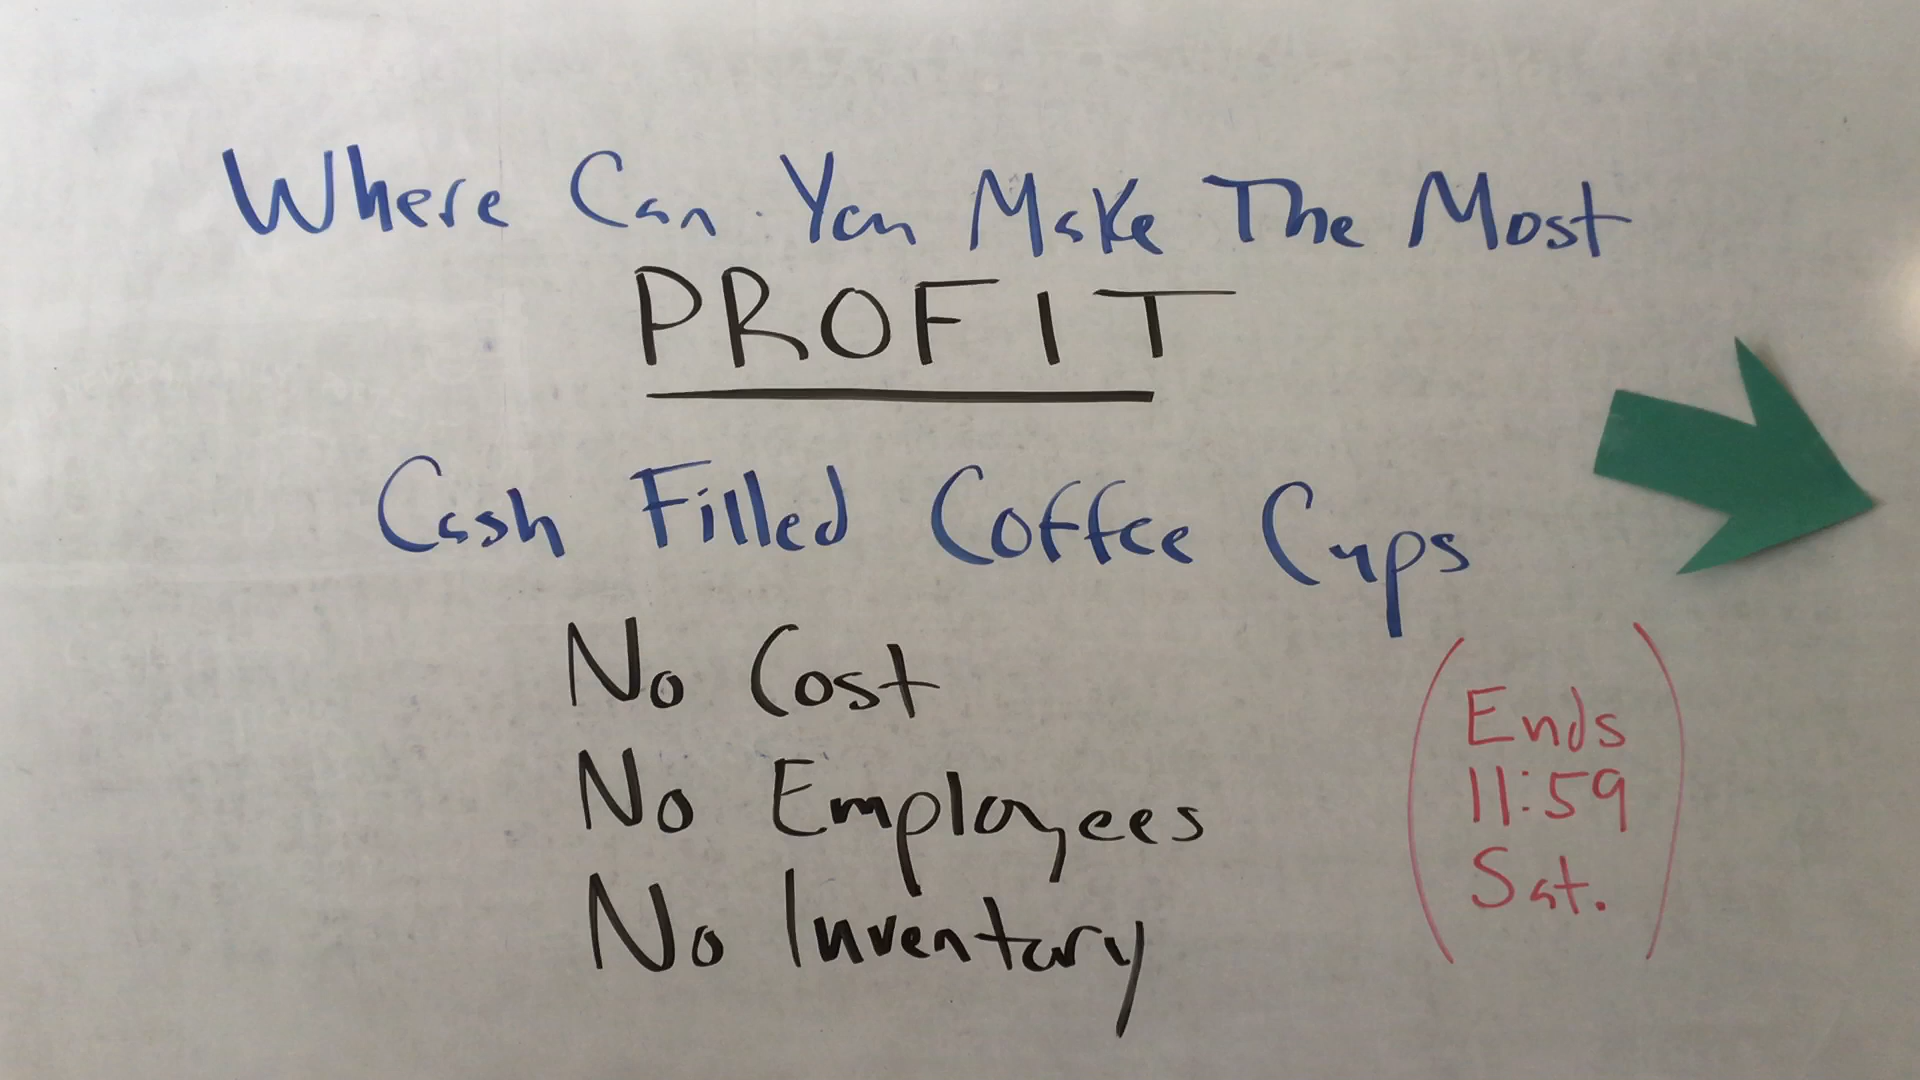 Where Can You Make The Most
PROFIT
Cash Filled Coffee Cups
No Cost
No Employees
No Inventory
(Ends
11:59
Sat.)